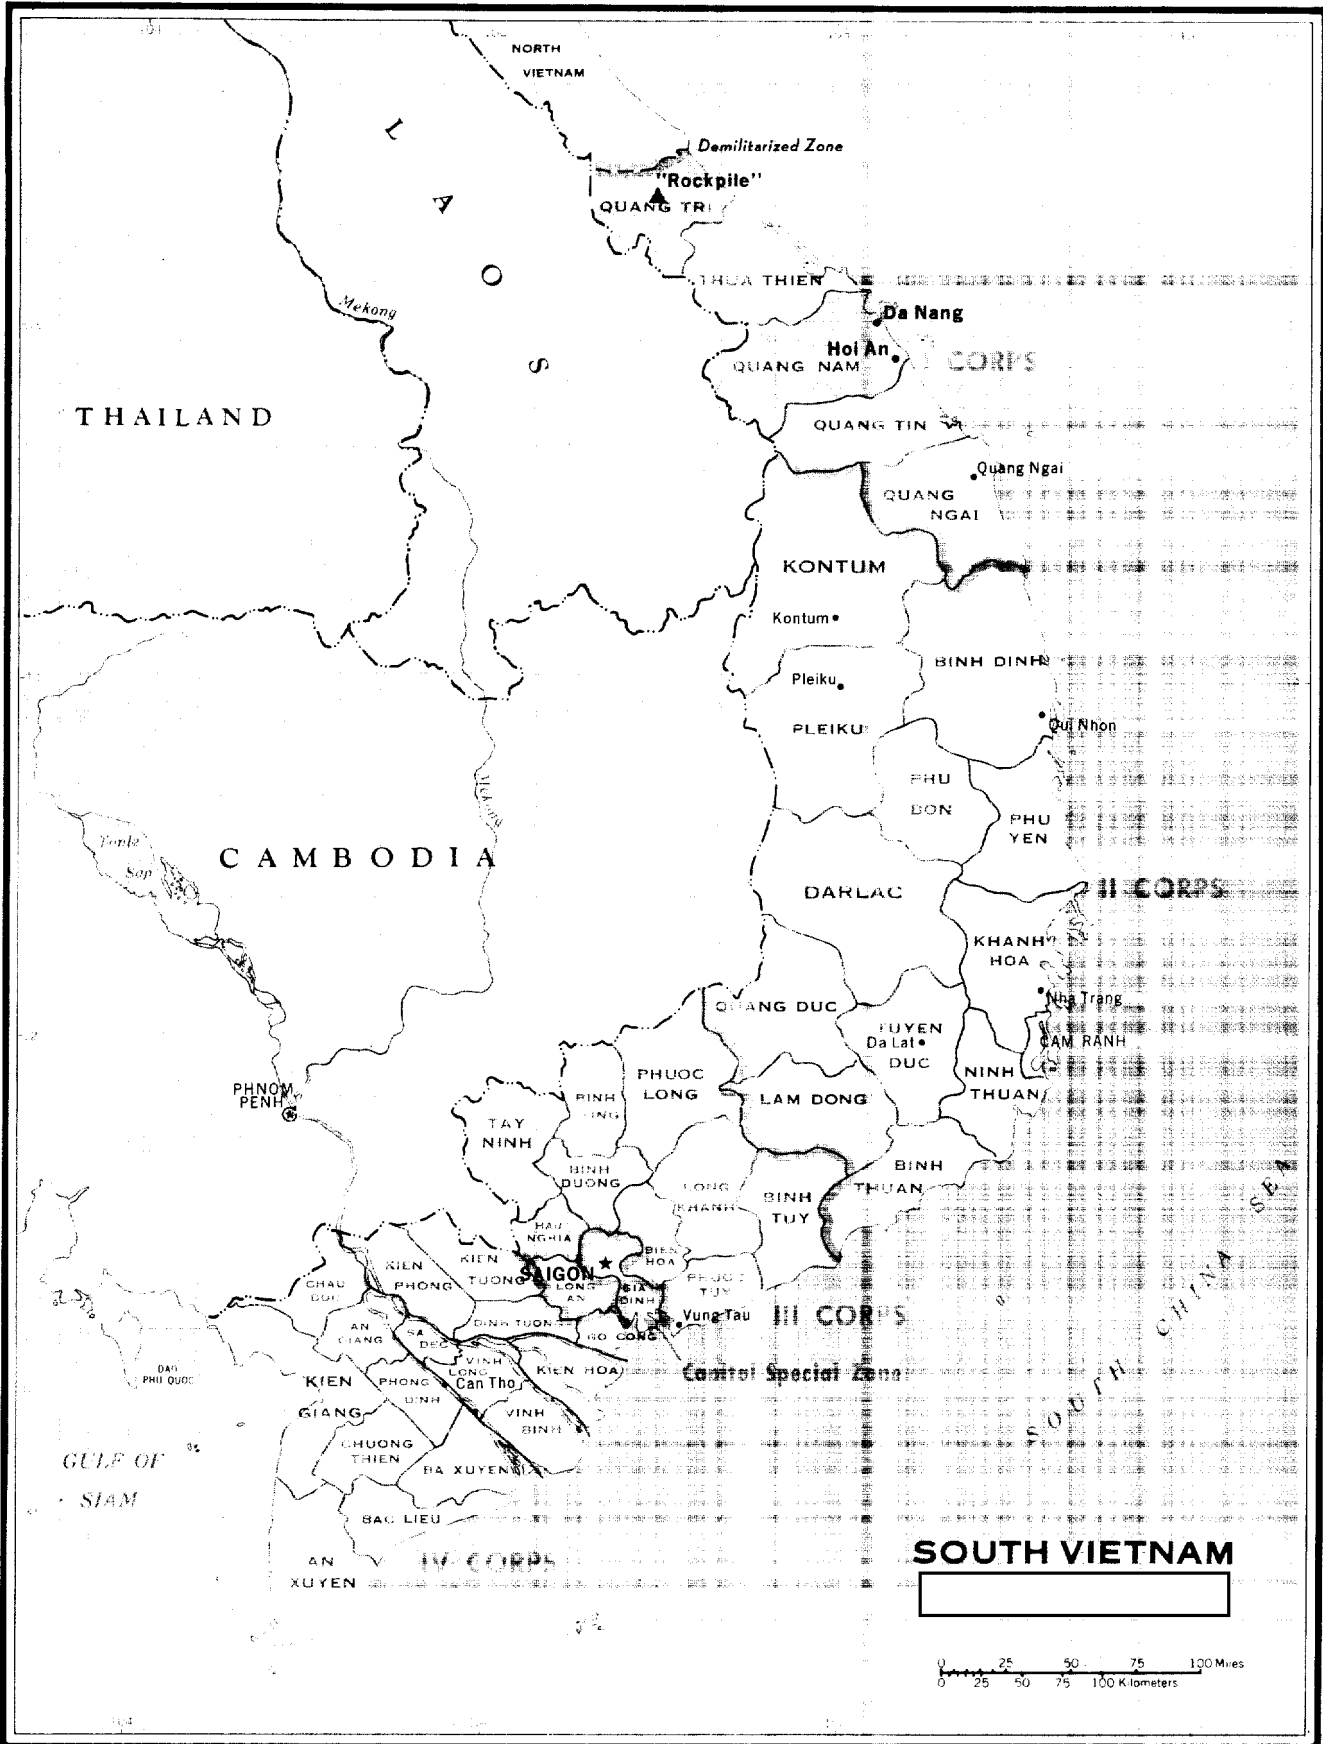 NORTH
VIETNAM
L A O S
Demilitarized Zone
"Rockpile"
QUANG TRI
THUA THIEN
Mekong
Da Nang
Hoi An
QUANG NAM
CORPS
THAILAND
QUANG TIN
Quang Ngai
QUANG
NGAI
KONTUM
Kontum
BINH DINH
Pleiku
PLEIKU
Qui Nhon
PHU
BON
PHU
YEN
Mekong
Tonle
Sap
CAMBODIA
DARLAC
II CORPS
KHANH
HOA
Nha Trang
QUANG DUC
TUYEN
DUC
Da Lat
CAM RANH
NINH
THUAN
PHUOC
LONG
LAM DONG
PHNOM
PENH
BINH
TAY
NINH
BINH
DUONG
LONG
KHANH
BINH
TUY
BINH
THUAN
HAU
NGHIA
BIEN
HOA
SAIGON
KIEN
PHONG
KIEN
TUONG
LONG
AN
GIA
DINH
PHUOC
TUY
CHAU
DOC
Vung Tau
III CORPS
AN
GIANG
SA
DEC
DINH TUONG
GO CONG
VINH
LONG
KIEN HOA
Capital Special Zone
DAO
PHU QUOC
KIEN
GIANG
PHONG
DINH
Can Tho
VINH
BINH
CHUONG
THIEN
BA XUYEN
GULF OF
SIAM
BAC LIEU
AN
XUYEN
IV CORPS
SOUTH CHINA SEA
SOUTH VIETNAM
0 25 50 75 100 Miles
0 25 50 75 100 Kilometers